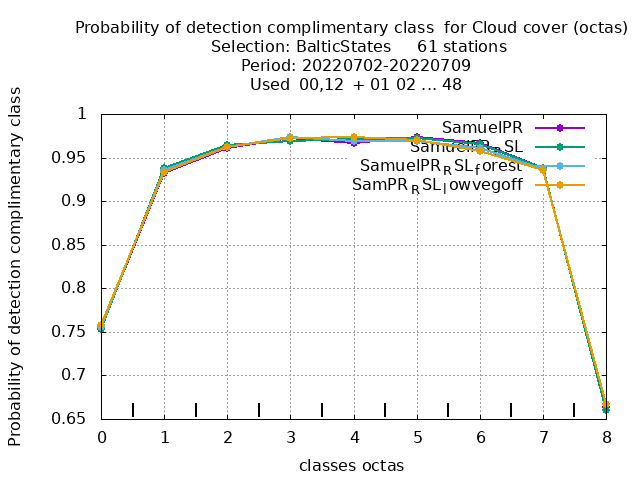 Probability of detection complimentary class for Cloud cover (octas)
Selection: BalticStates 61 stations
Period: 20220702-20220709
Used 00,12 + 01 02 ... 48
Probability of detection complimentary class
1
0.95
0.9
0.85
0.8
0.75
0.7
0.65
SamuelPR
SamuelPR_RSL
SamuelPR_RSL_forest
SamPR_RSL_lowvegoff
0 1 2 3 4 5 6 7 8
classes octas